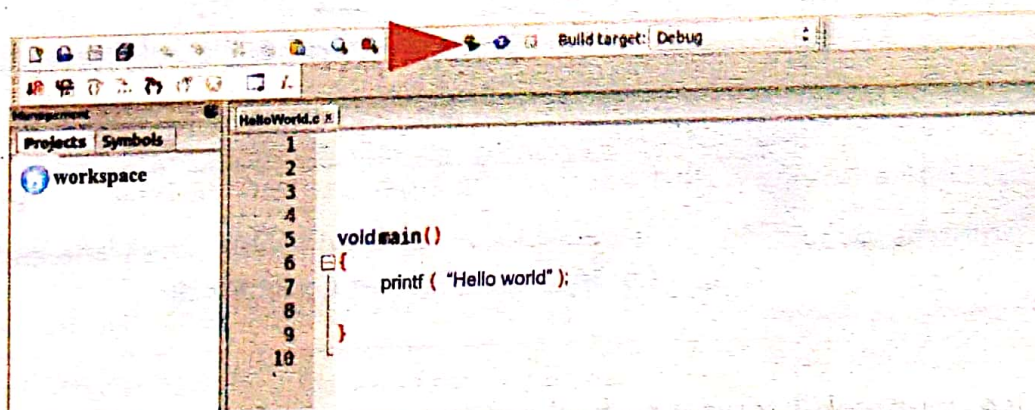 Build target: Debug
Management
HelloWorld.c x
Projects Symbols
workspace
1
2
3
4
5 void main()
6 {
7 printf ( “Hello world” );
8
9 }
10